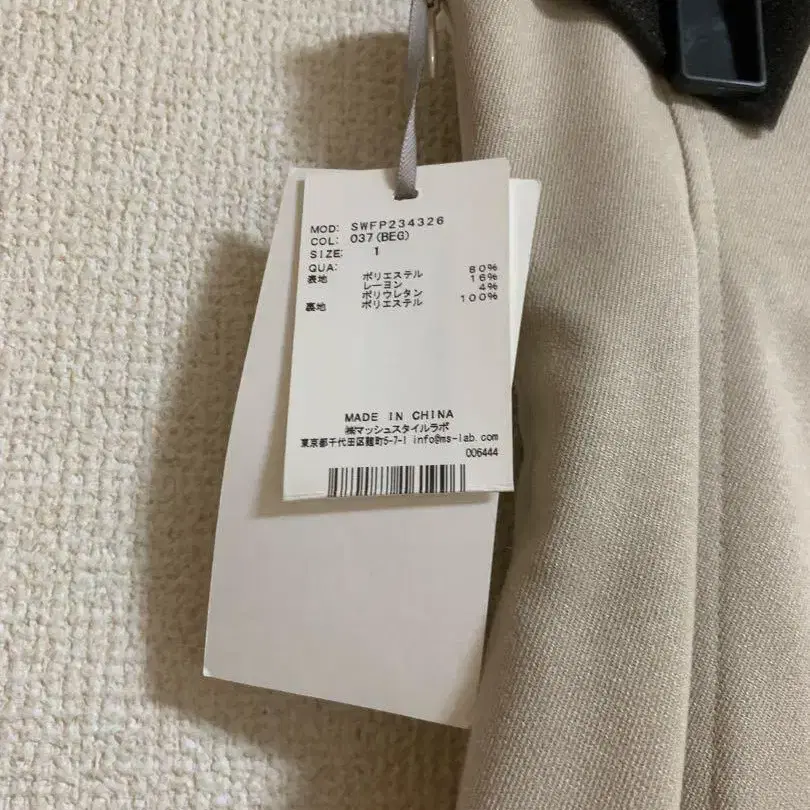 MOD: SWFP234326
COL: 037(BEG)
SIZE: 1
QUA:
表地 ポリエステル 80%
レーヨン 16%
ポリウレタン 4%
裏地 ポリエステル 100%
MADE IN CHINA
㈱マッシュスタイルラボ
東京都千代田区麹町5-7-1 info@ms-lab.com
006444